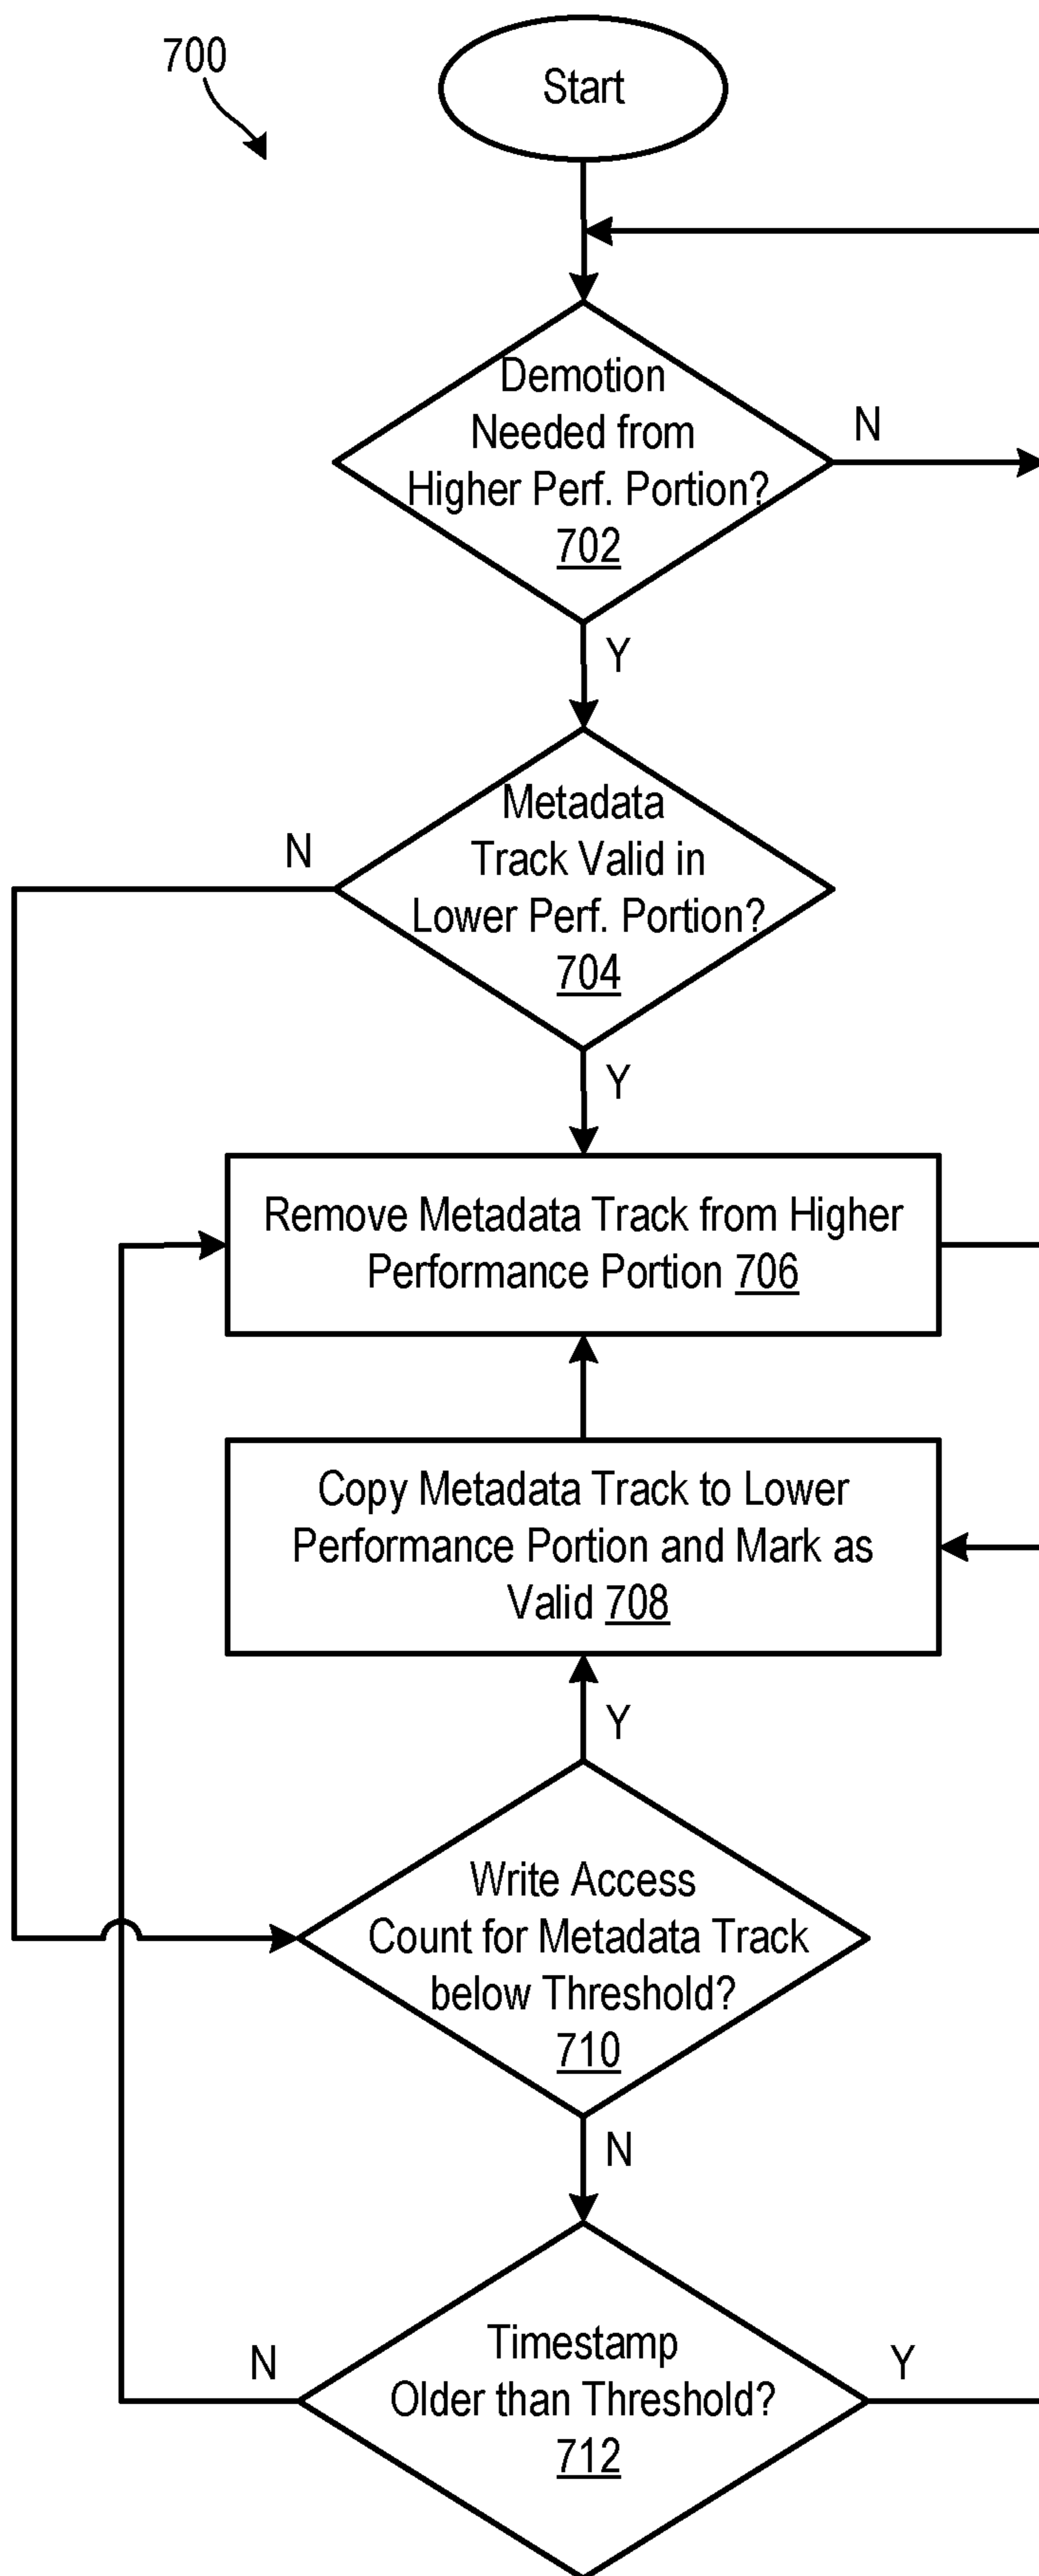 700
Start
Demotion
Needed from
Higher Perf. Portion?
702
N
Y
Metadata
Track Valid in
Lower Perf. Portion?
704
N
Y
Remove Metadata Track from Higher
Performance Portion 706
Copy Metadata Track to Lower
Performance Portion and Mark as
Valid 708
Y
Write Access
Count for Metadata Track
below Threshold?
710
N
Timestamp
Older than Threshold?
712
N
Y